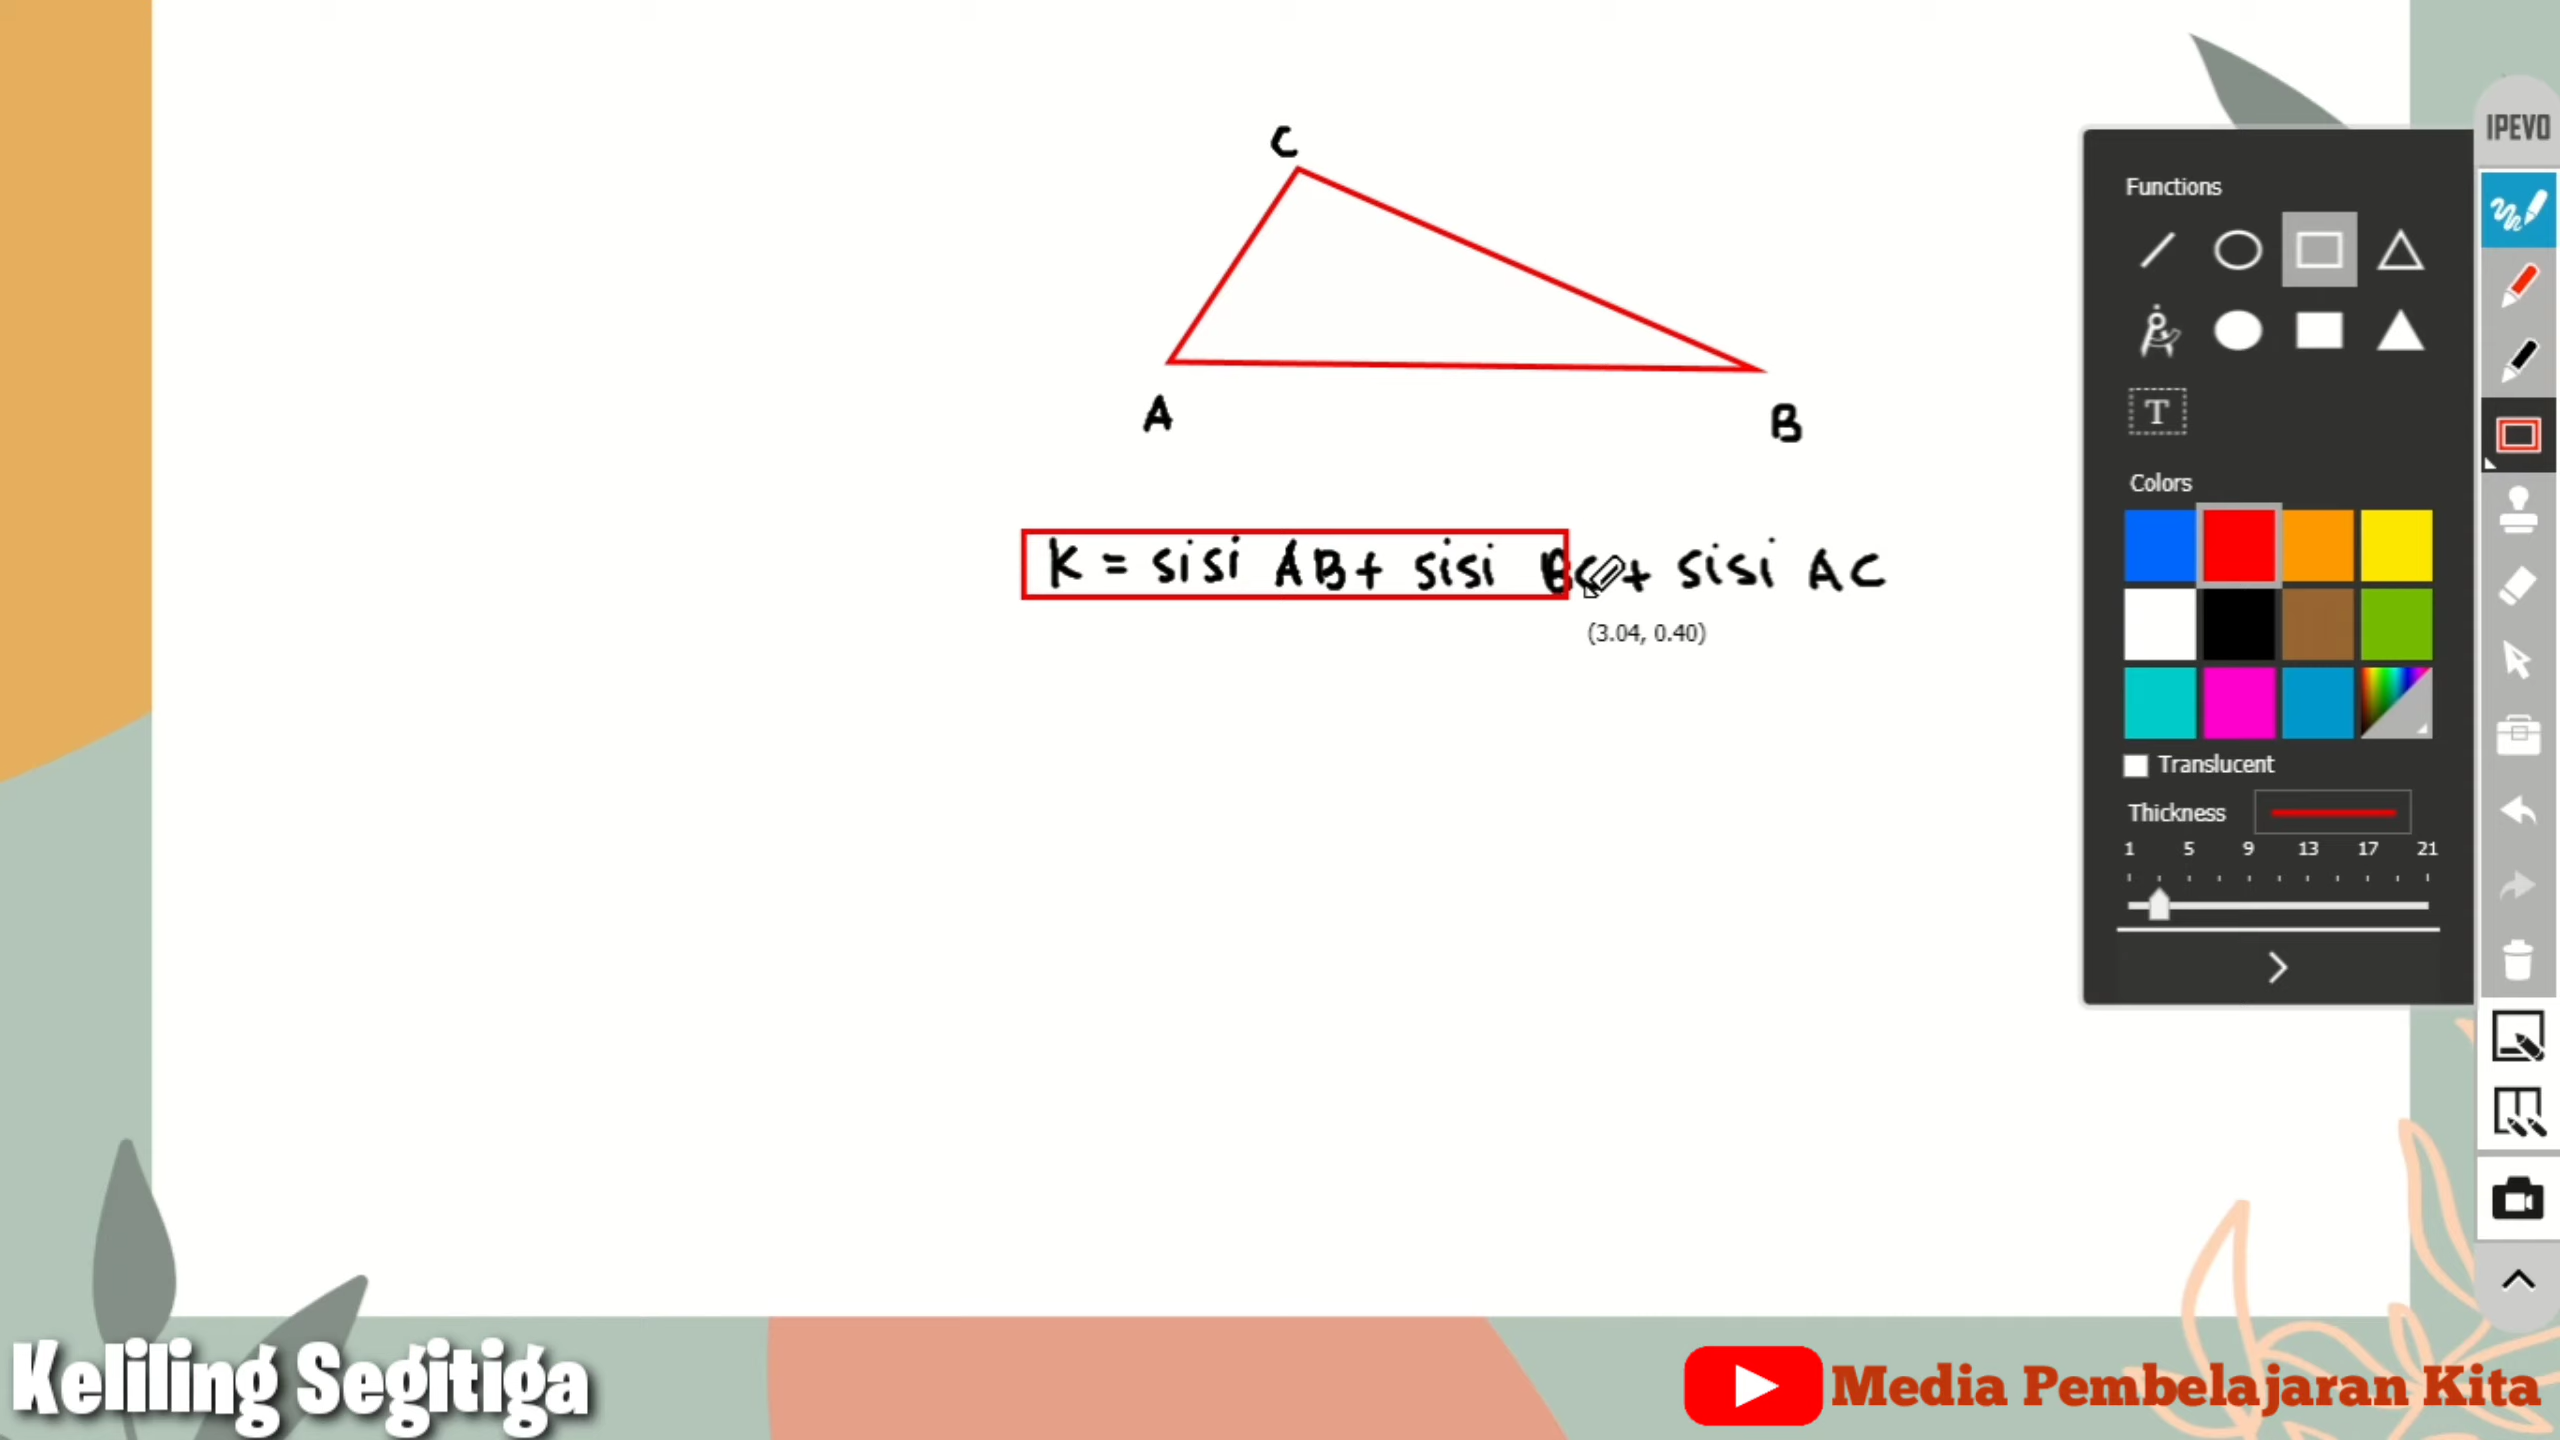 C
A
B
K = sisi AB + sisi BC + sisi AC
(3.04, 0.40)
IPEVO
Functions
T
Colors
Translucent
Thickness
1 5 9 13 17 21
Keliling Segitiga
Media Pembelajaran Kita